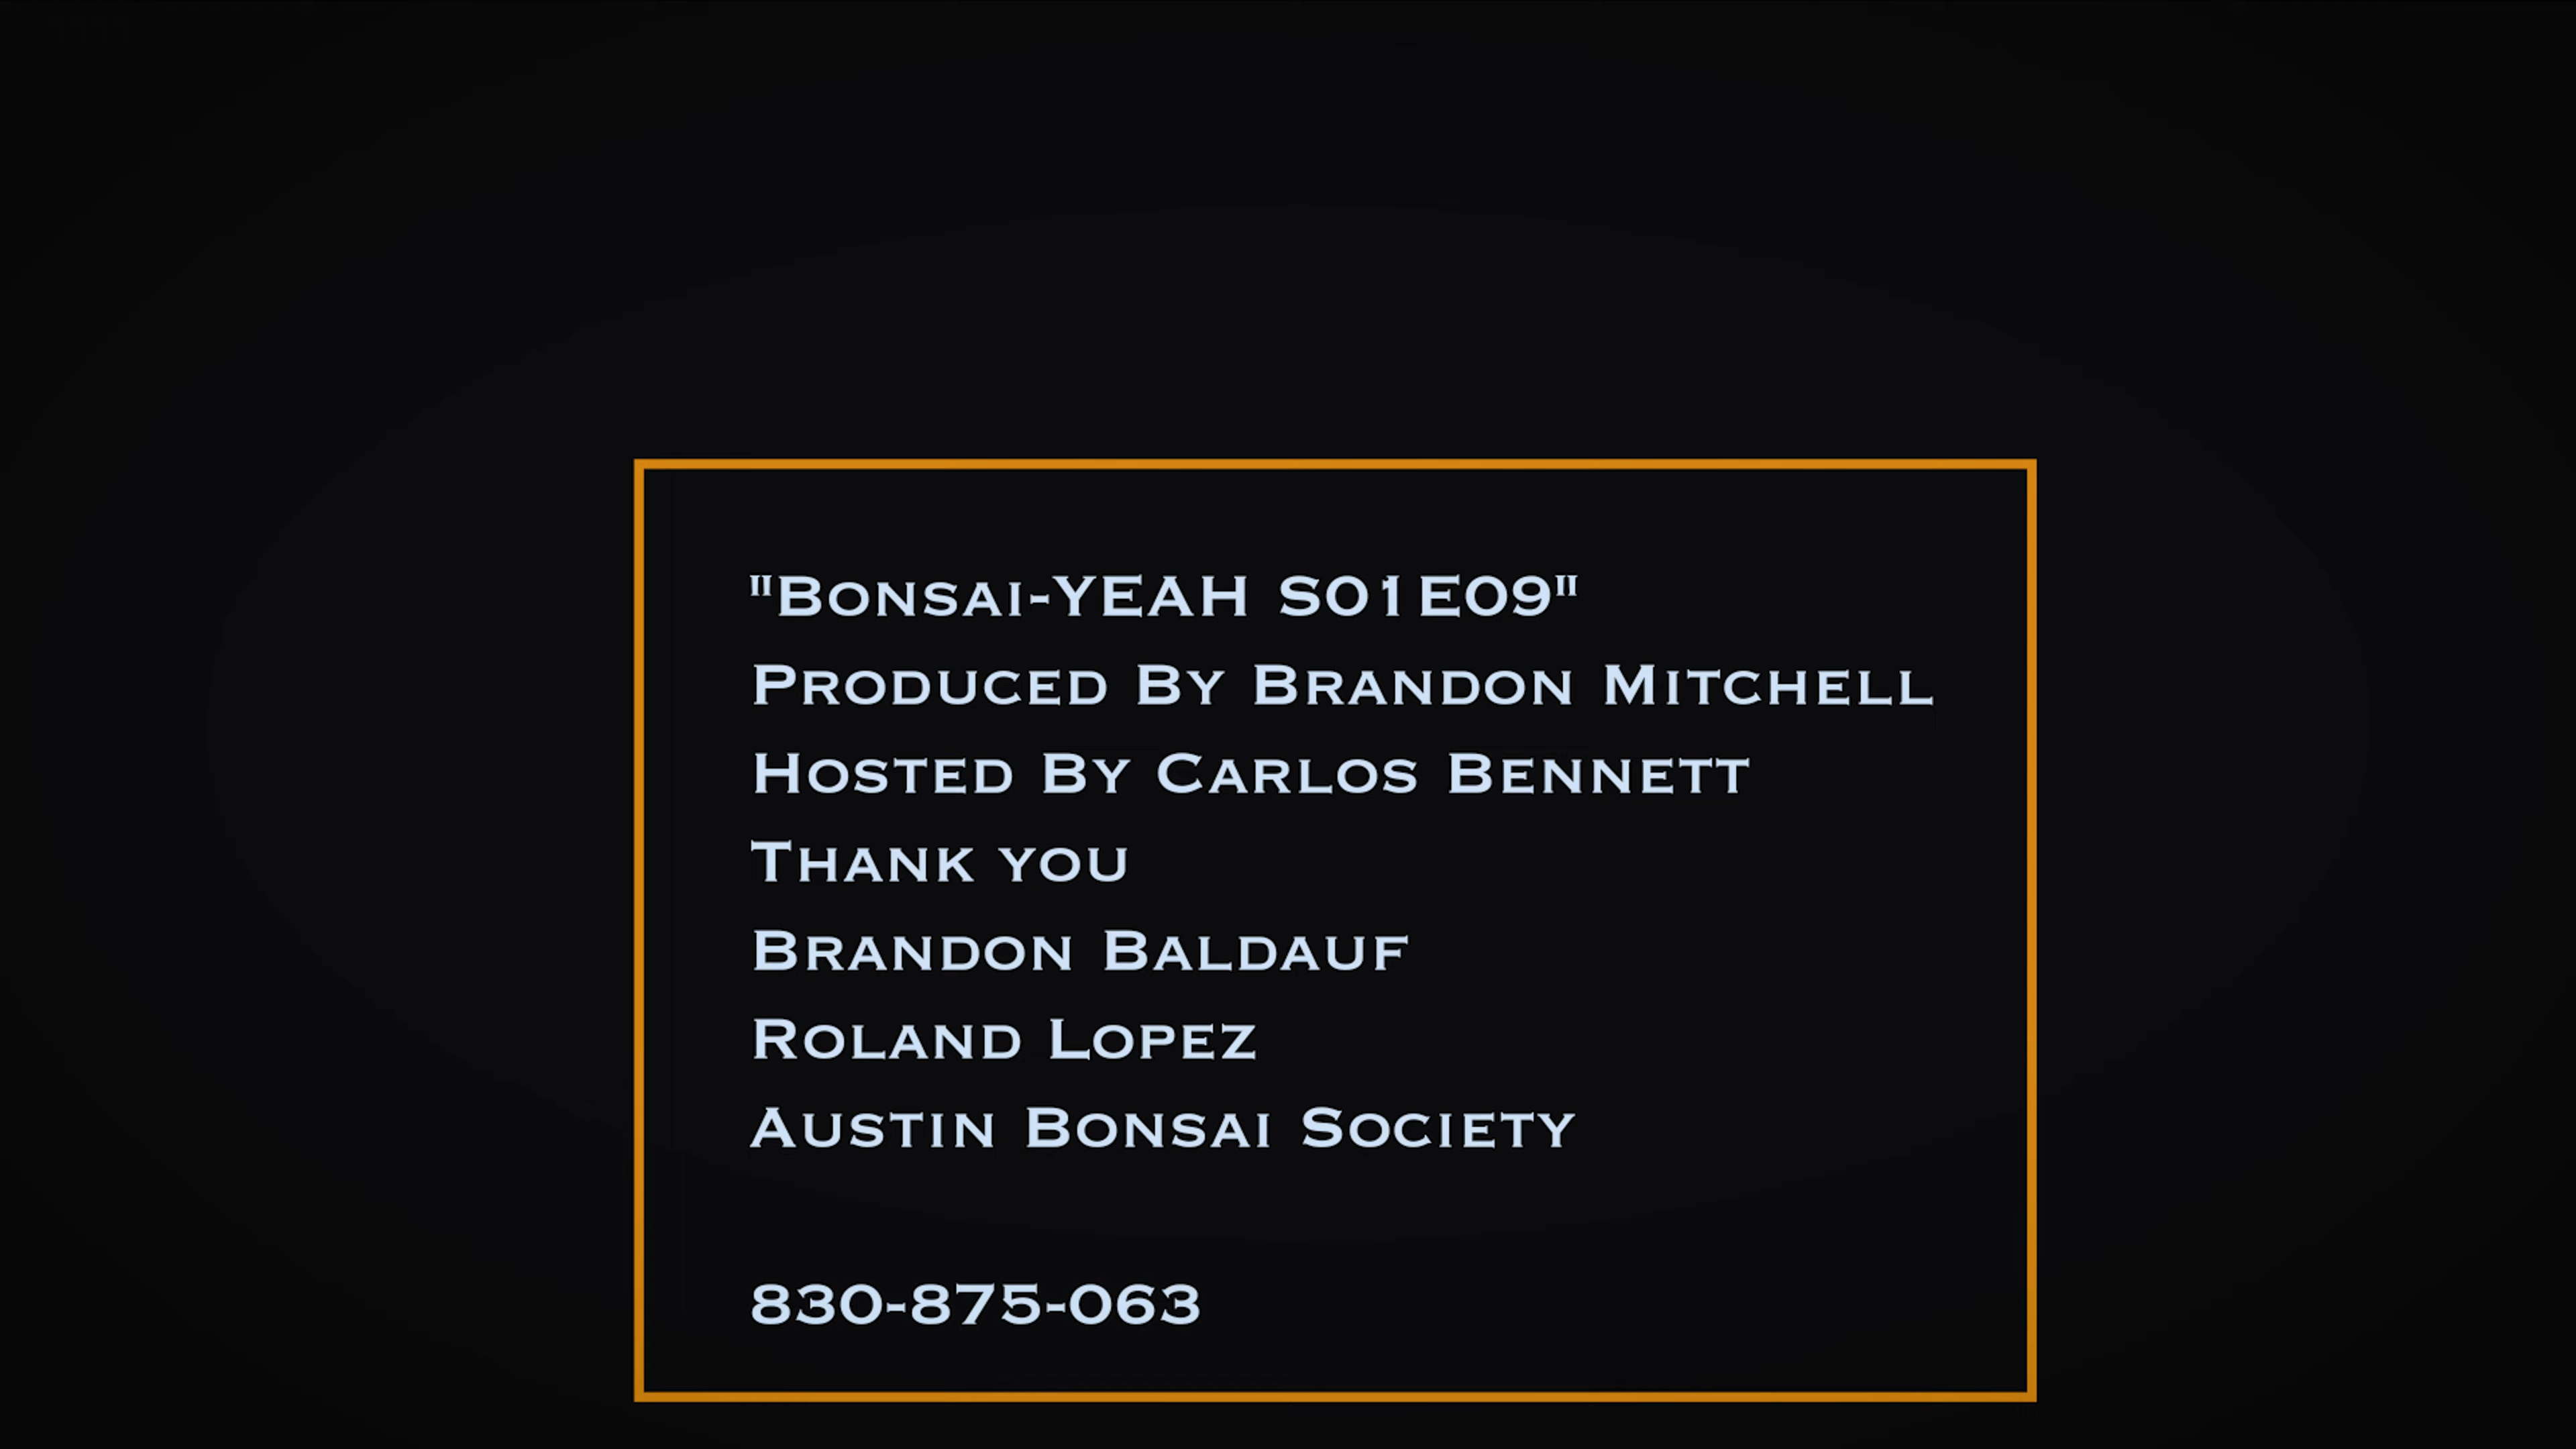 "Bonsai-YEAH S01E09"
Produced By Brandon Mitchell
Hosted By Carlos Bennett
Thank you
Brandon Baldauf
Roland Lopez
Austin Bonsai Society
830-875-063